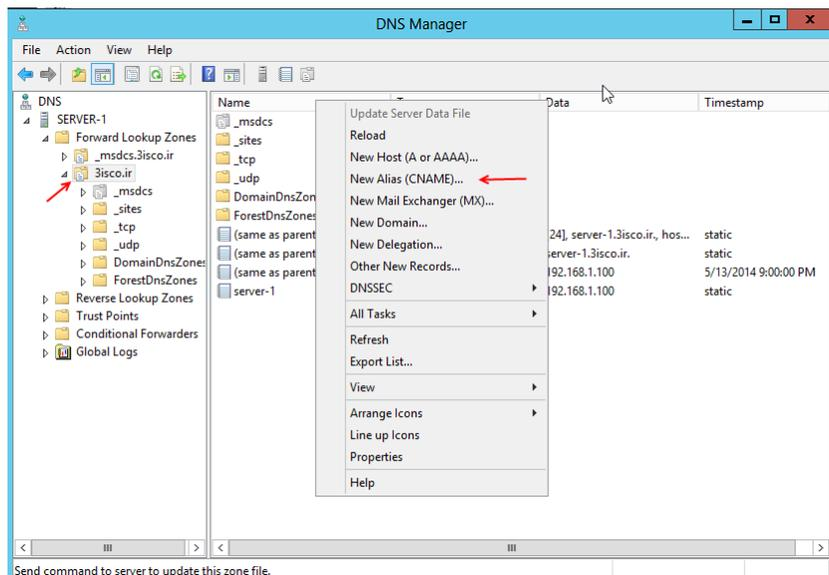 DNS Manager
File Action View Help
DNS
SERVER-1
Forward Lookup Zones
_msdcs.3isco.ir
3isco.ir
_msdcs
_sites
_tcp
_udp
DomainDnsZones
ForestDnsZones
Reverse Lookup Zones
Trust Points
Conditional Forwarders
Global Logs
Name Data Timestamp
_msdcs
_sites
_tcp
_udp
DomainDnsZon
ForestDnsZones
(same as parent 24], server-1.3isco.ir., hos... static
(same as parent server-1.3isco.ir. static
(same as parent 192.168.1.100 5/13/2014 9:00:00 PM
server-1 192.168.1.100 static
Update Server Data File
Reload
New Host (A or AAAA)...
New Alias (CNAME)...
New Mail Exchanger (MX)...
New Domain...
New Delegation...
Other New Records...
DNSSEC
All Tasks
Refresh
Export List...
View
Arrange Icons
Line up Icons
Properties
Help
Send command to server to update this zone file.